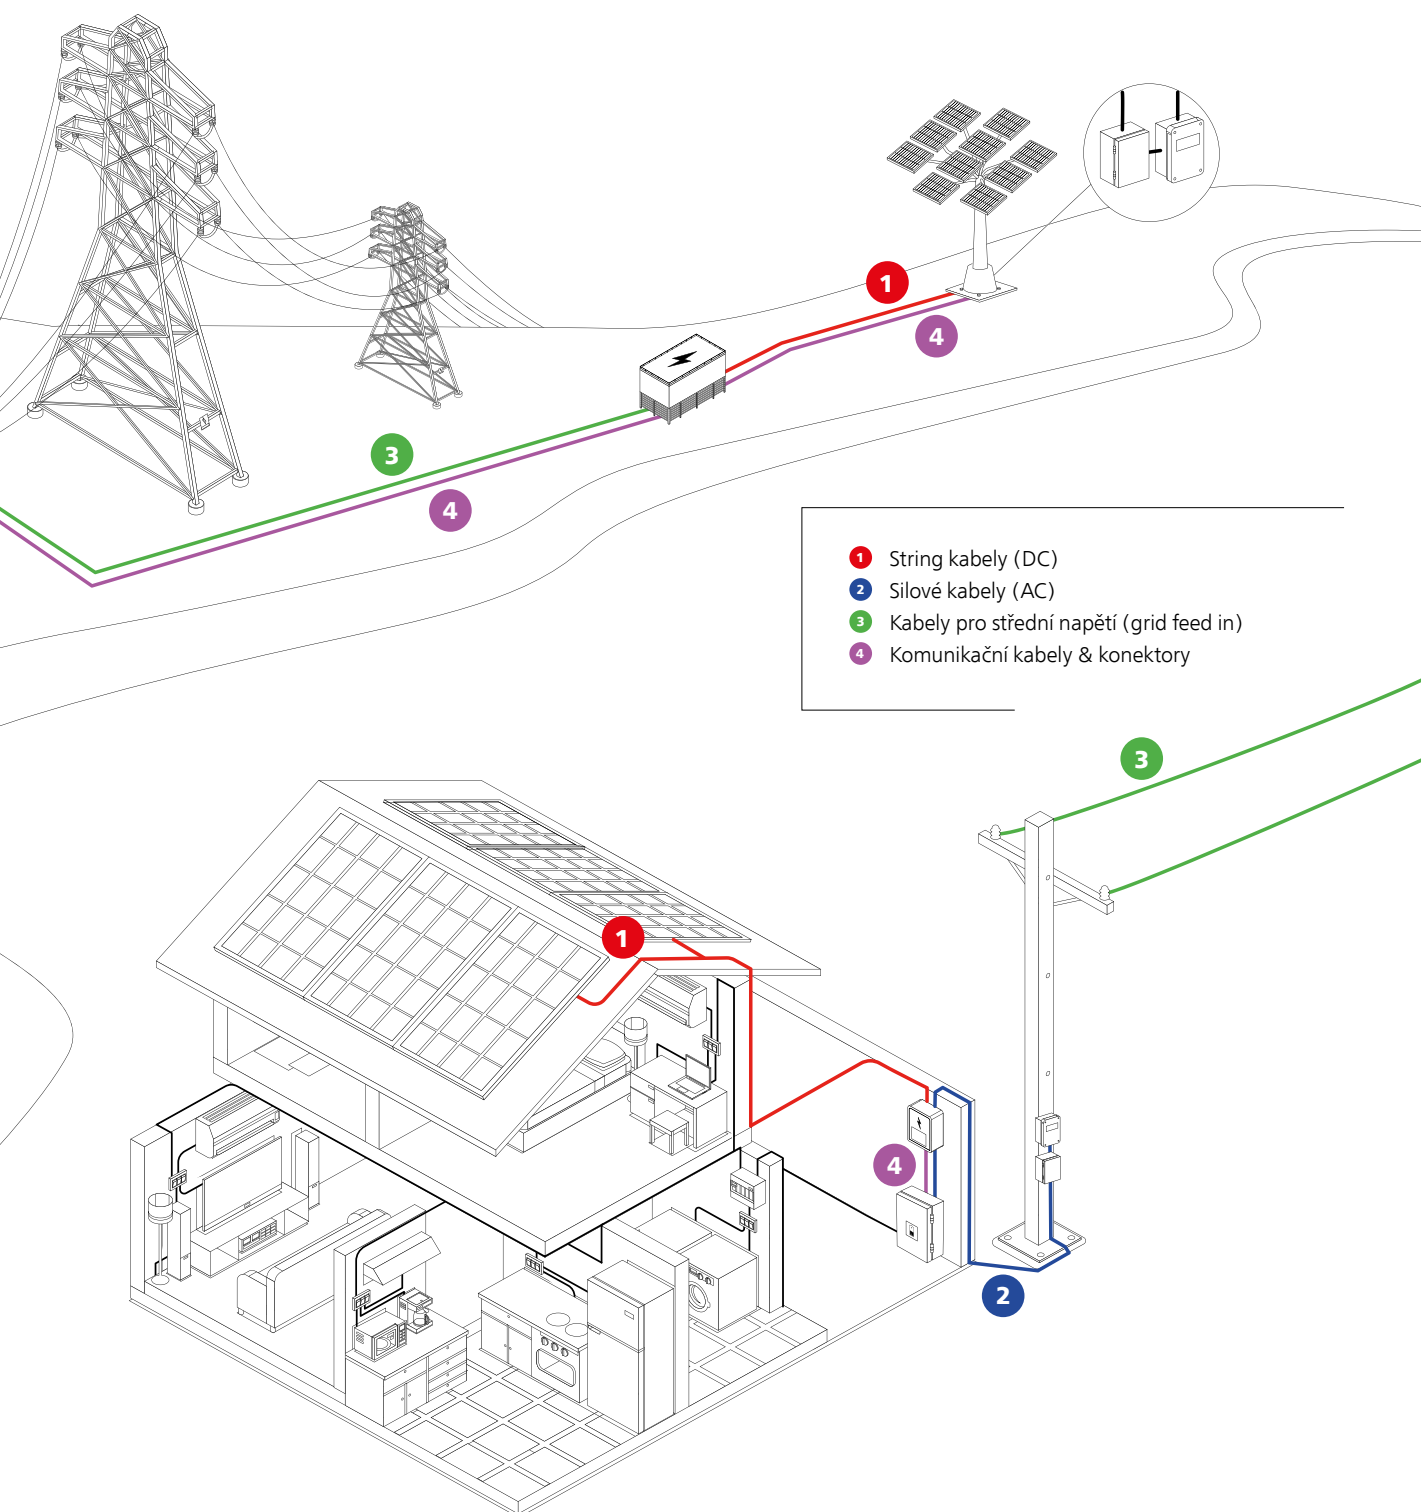 1
4
3
4
1 String kabely (DC)
2 Silové kabely (AC)
3 Kabely pro střední napětí (grid feed in)
4 Komunikační kabely & konektory
3
1
4
2